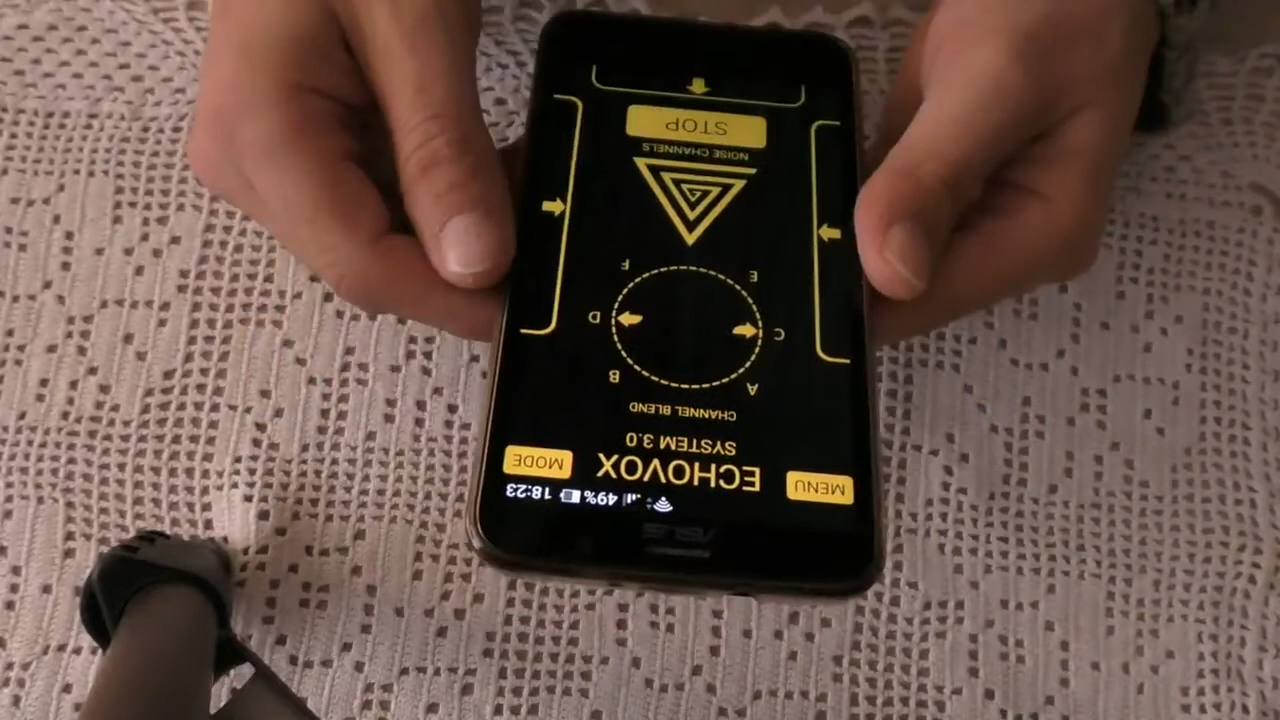 49% 18:23
ASUS
MENU
MODE
ECHOVOX
SYSTEM 3.0
CHANNEL BLEND
A
B
C
D
E
F
NOISE CHANNELS
STOP